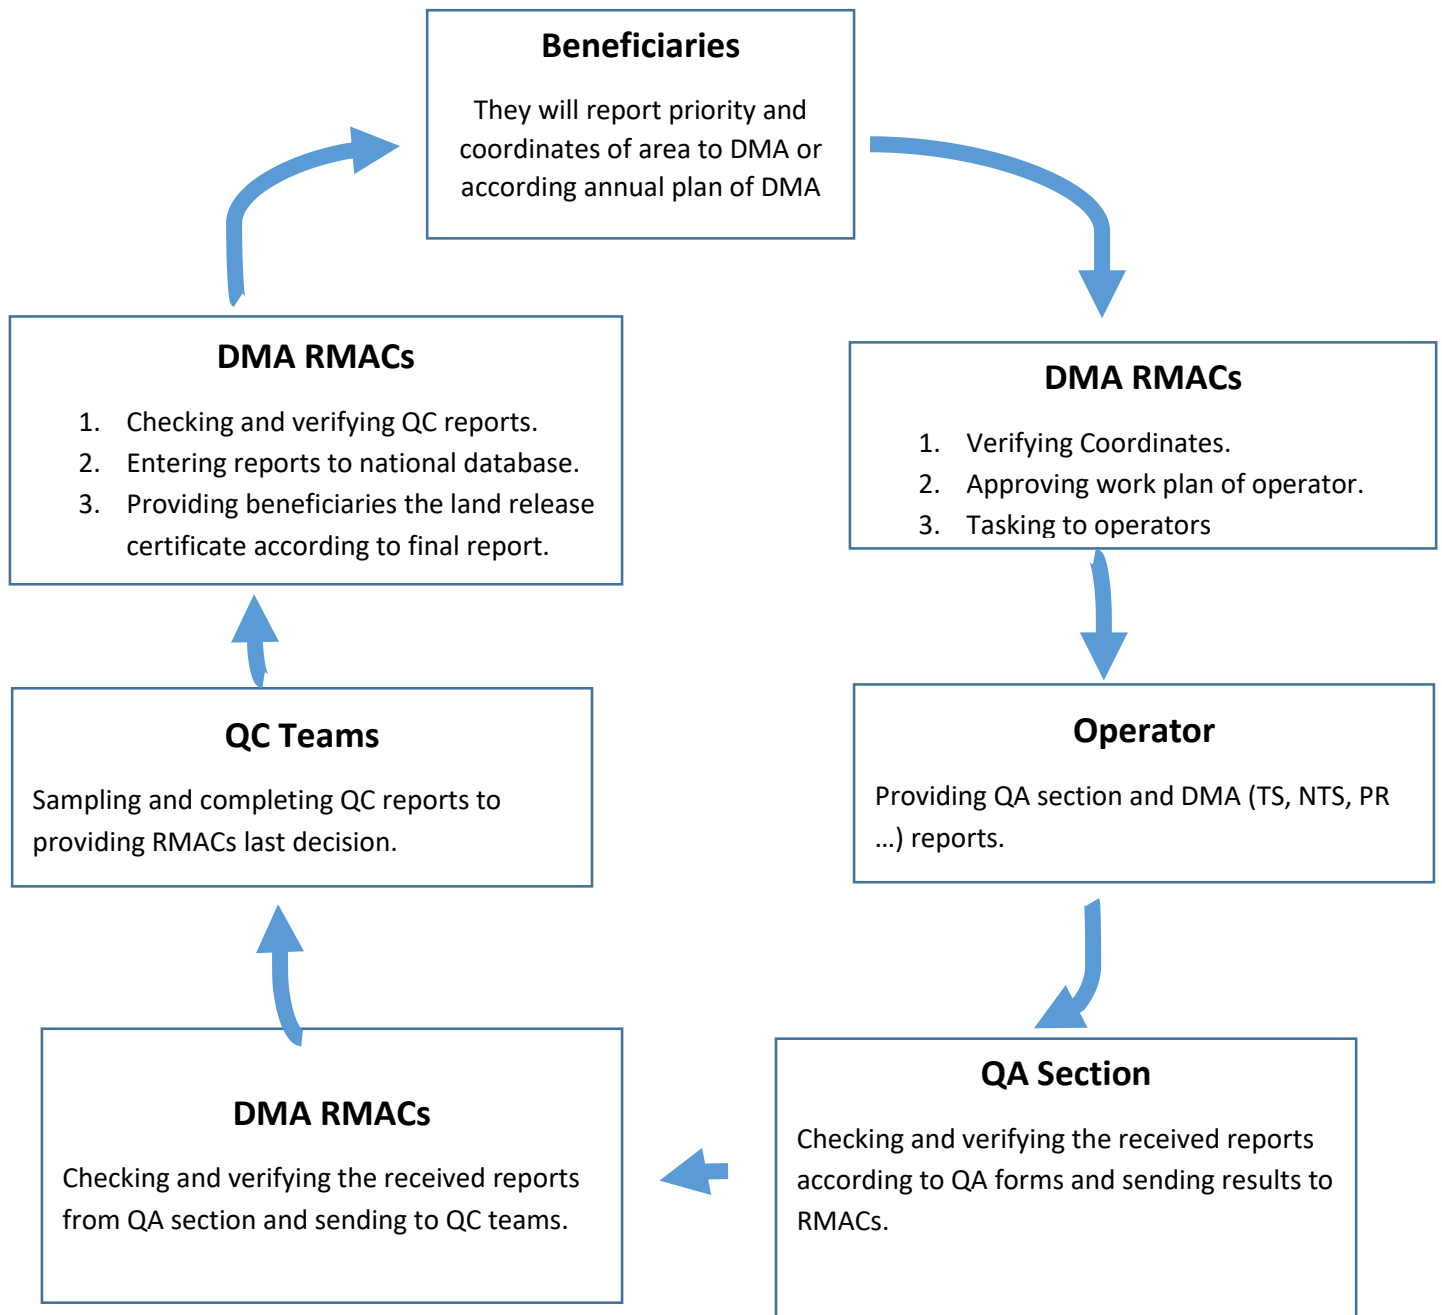 Beneficiaries
They will report priority and
coordinates of area to DMA or
according annual plan of DMA
DMA RMACs
1. Verifying Coordinates.
2. Approving work plan of operator.
3. Tasking to operators
Operator
Providing QA section and DMA (TS, NTS, PR
...) reports.
QA Section
Checking and verifying the received reports
according to QA forms and sending results to
RMACs.
DMA RMACs
Checking and verifying the received reports
from QA section and sending to QC teams.
QC Teams
Sampling and completing QC reports to
providing RMACs last decision.
DMA RMACs
1. Checking and verifying QC reports.
2. Entering reports to national database.
3. Providing beneficiaries the land release
certificate according to final report.